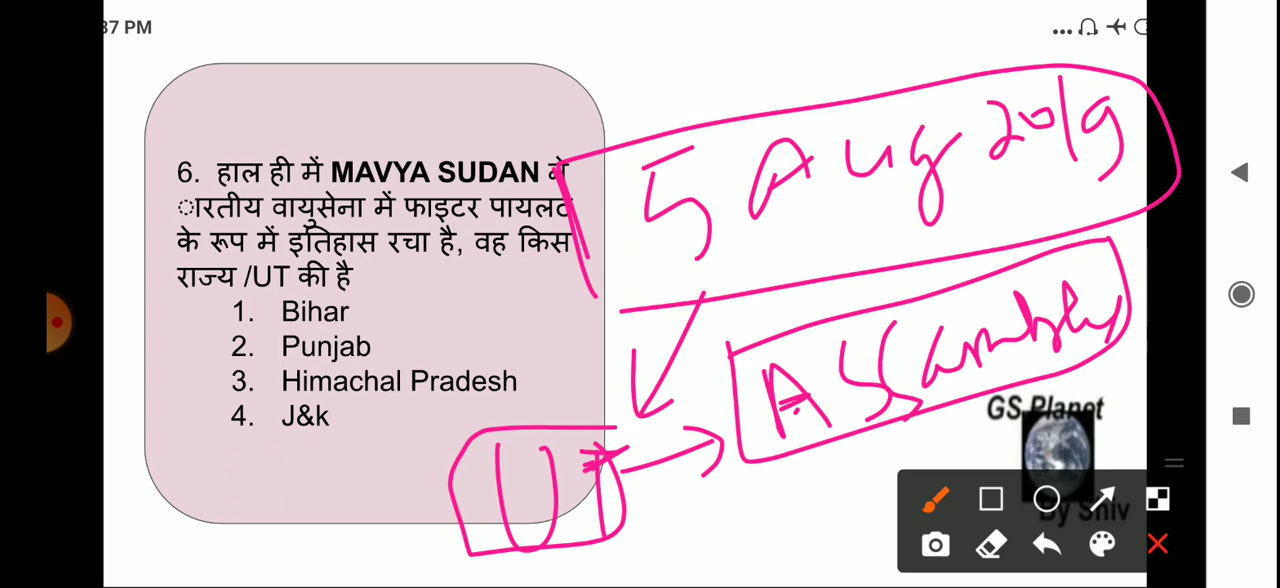 37 PM
6. हाल ही में MAVYA SUDAN ने
ारतीय वायुसेना में फाइटर पायलट
के रूप में इतिहास रचा है, वह किस
राज्य /UT की है
1. Bihar
2. Punjab
3. Himachal Pradesh
4. J&k
5 Aug 2019
UT
GS Planet
By Shiv